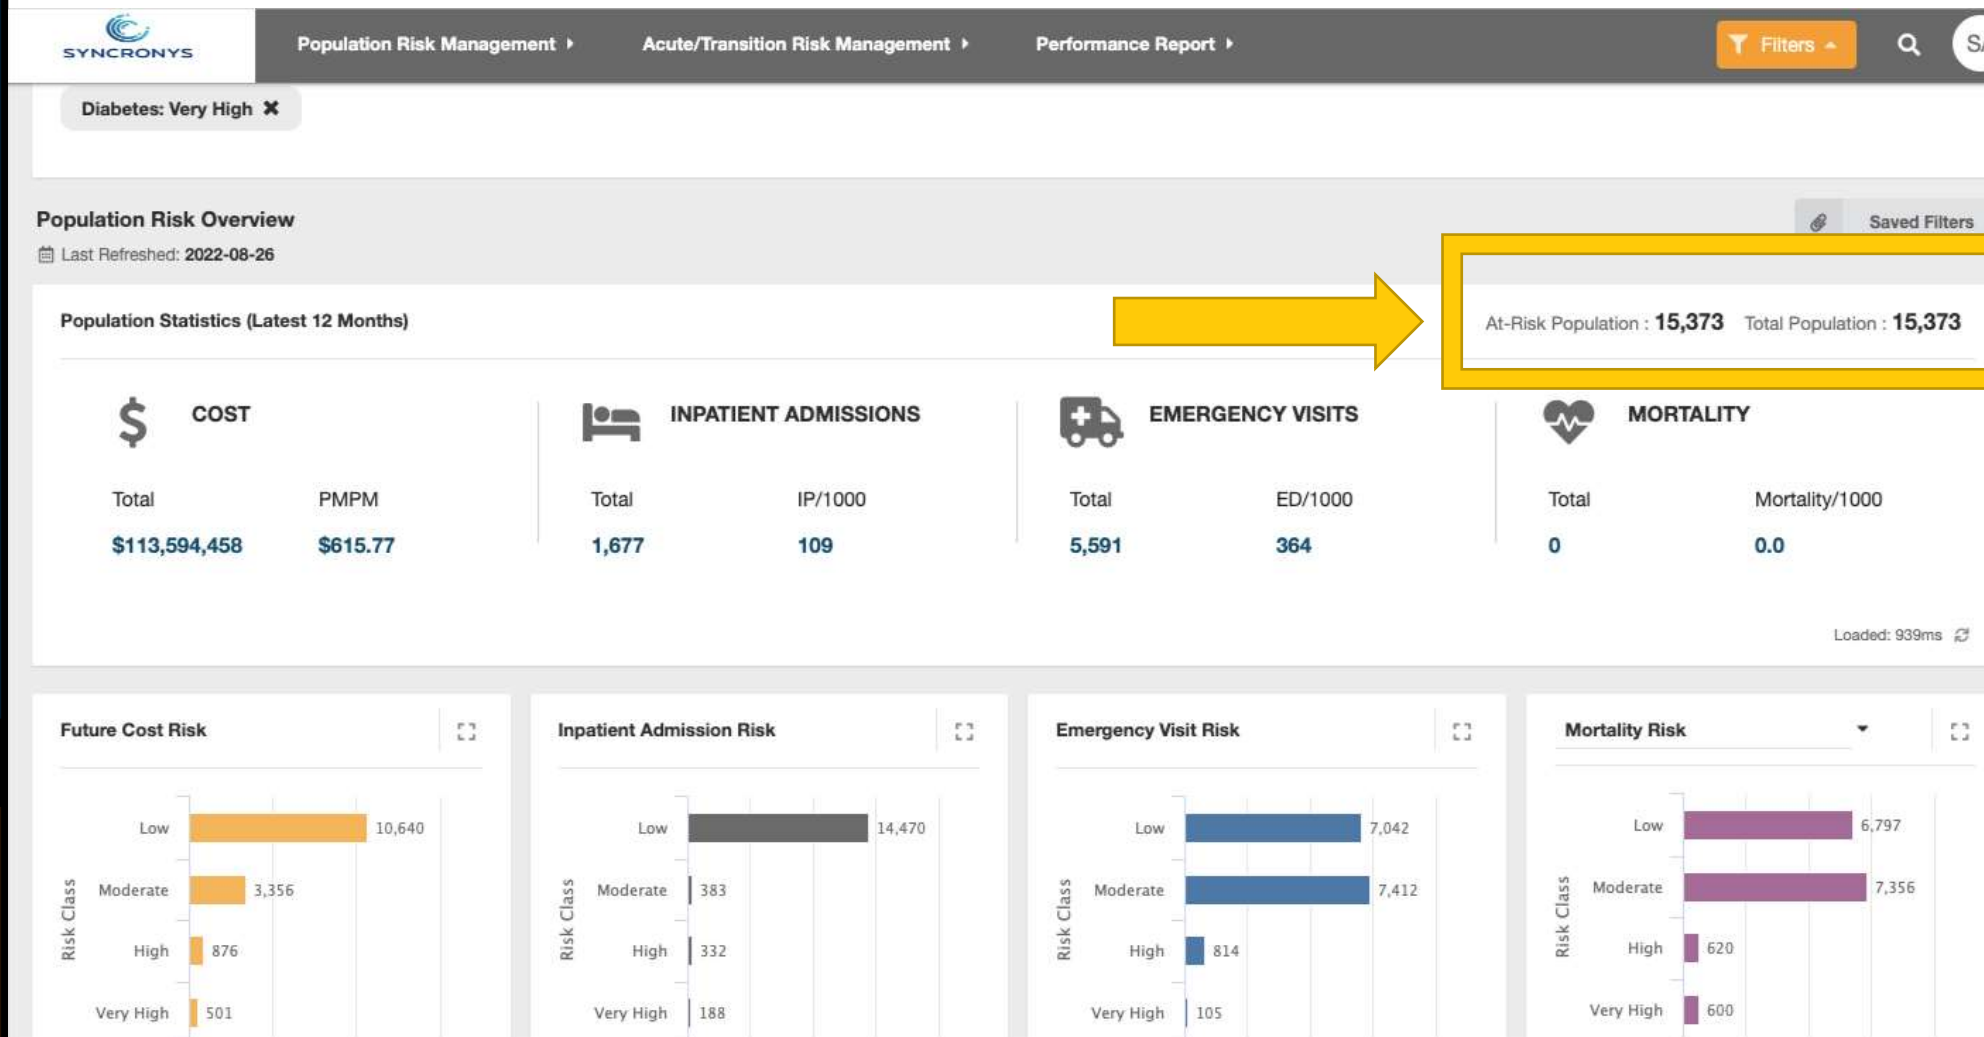 SYNCRONYS
Population Risk Management
Acute/Transition Risk Management
Performance Report
Filters
SA
Diabetes: Very High
Population Risk Overview
Saved Filters
Last Refreshed: 2022-08-26
Population Statistics (Latest 12 Months)
At-Risk Population : 15,373 Total Population : 15,373
COST
Total PMPM
$113,594,458 $615.77
INPATIENT ADMISSIONS
Total IP/1000
1,677 109
EMERGENCY VISITS
Total ED/1000
5,591 364
MORTALITY
Total Mortality/1000
0 0.0
Loaded: 939ms
Future Cost Risk
Risk Class
Low 10,640
Moderate 3,356
High 876
Very High 501
Inpatient Admission Risk
Risk Class
Low 14,470
Moderate 383
High 332
Very High 188
Emergency Visit Risk
Risk Class
Low 7,042
Moderate 7,412
High 814
Very High 105
Mortality Risk
Risk Class
Low 6,797
Moderate 7,356
High 620
Very High 600